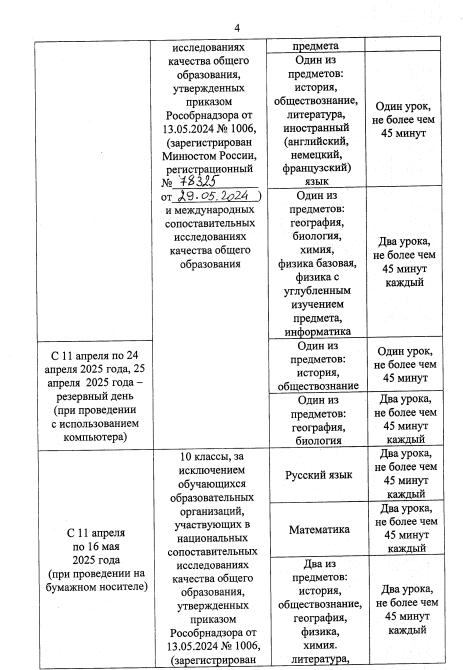 4
исследованиях
качества общего
образования,
утвержденных
приказом
Рособрнадзора от
13.05.2024 № 1006,
(зарегистрирован
Минюстом России,
регистрационный
№ 78325
от 29.05.2024)
и международных
сопоставительных
исследованиях
качества общего
образования
предмета
Один из
предметов:
история,
обществознание,
литература,
иностранный
(английский,
немецкий,
французский)
язык
Один урок,
не более чем
45 минут
Один из
предметов:
география,
биология,
химия,
физика базовая,
физика с
углубленным
изучением
предмета,
информатика
Два урока,
не более чем
45 минут
каждый
С 11 апреля по 24
апреля 2025 года, 25
апреля 2025 года –
резервный день
(при проведении
с использованием
компьютера)
Один из
предметов:
история,
обществознание
Один урок,
не более чем
45 минут
Один из
предметов:
география,
биология
Два урока,
не более чем
45 минут
каждый
С 11 апреля
по 16 мая
2025 года
(при проведении на
бумажном носителе)
10 классы, за
исключением
обучающихся
образовательных
организаций,
участвующих в
национальных
сопоставительных
исследованиях
качества общего
образования,
утвержденных
приказом
Рособрнадзора от
13.05.2024 № 1006,
(зарегистрирован
Русский язык
Два урока,
не более чем
45 минут
каждый
Математика
Два урока,
не более чем
45 минут
каждый
Два из
предметов:
история,
обществознание,
география,
физика,
химия.
литература,
Два урока,
не более чем
45 минут
каждый